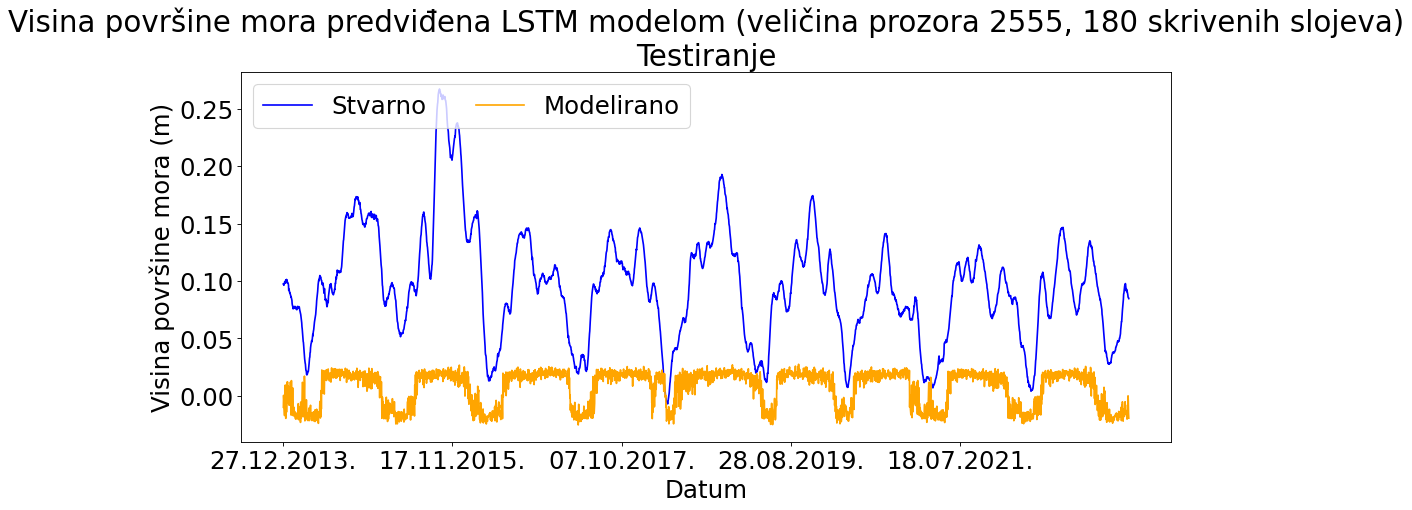 Visina površine mora predviđena LSTM modelom (veličina prozora 2555, 180 skrivenih slojeva)
Testiranje
Stvarno
Modelirano
Visina površine mora (m)
0.25
0.20
0.15
0.10
0.05
0.00
27.12.2013.
17.11.2015.
07.10.2017.
28.08.2019.
18.07.2021.
Datum